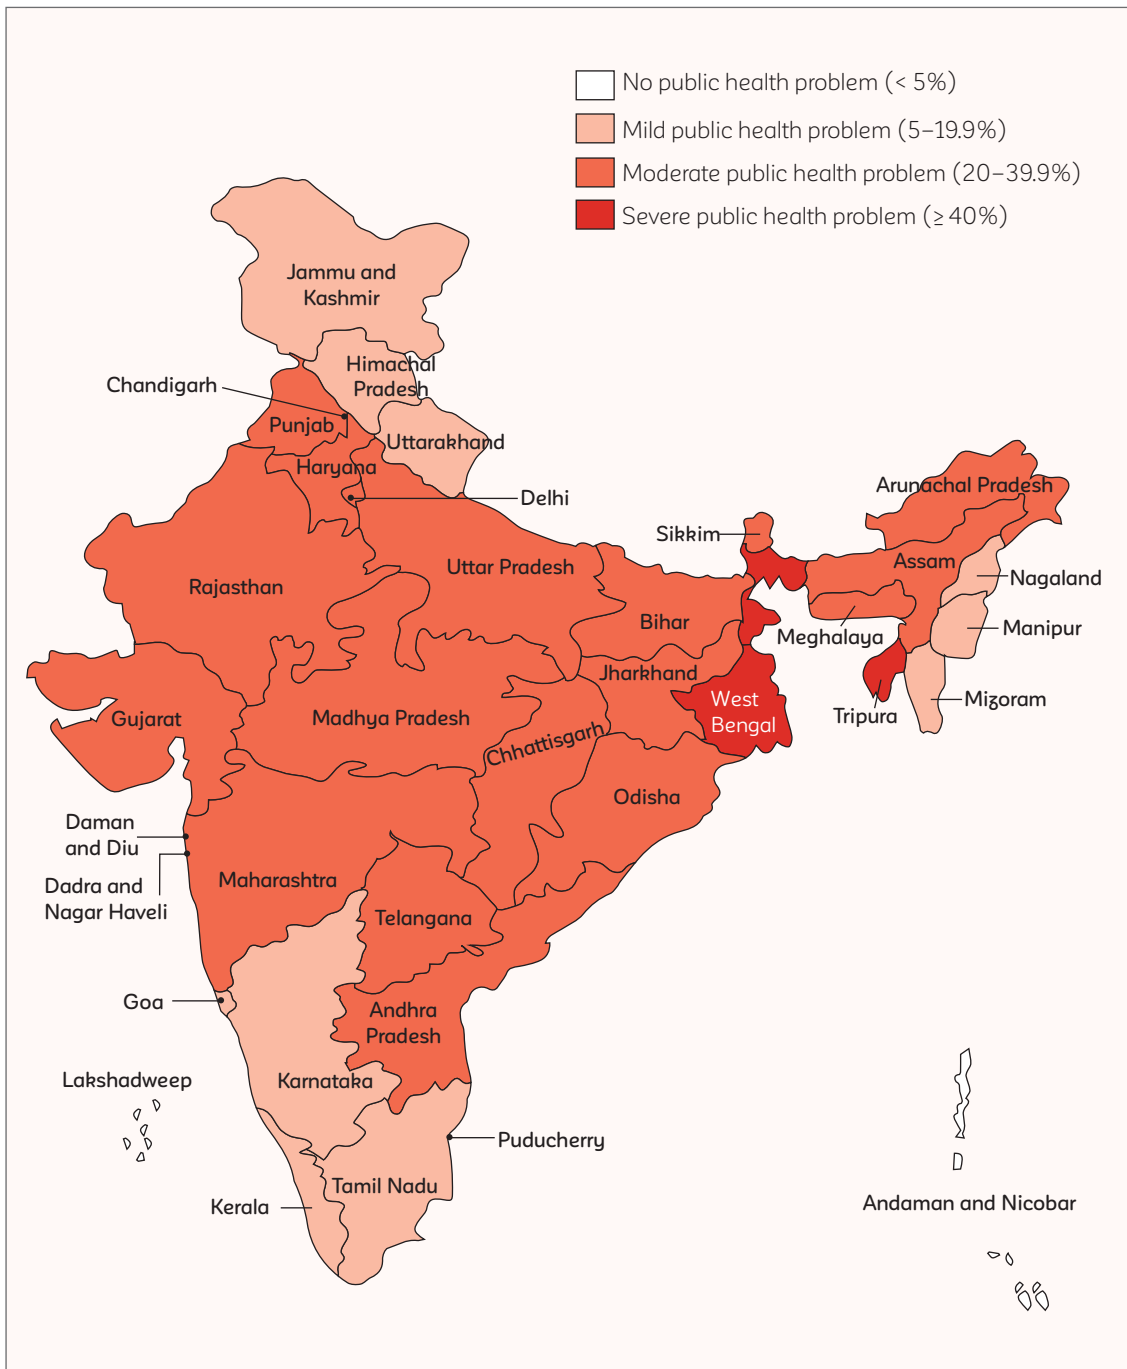 No public health problem (< 5%)
Mild public health problem (5–19.9%)
Moderate public health problem (20–39.9%)
Severe public health problem (≥ 40%)
Jammu and
Kashmir
Himachal
Pradesh
Chandigarh
Punjab
Uttarakhand
Haryana
Delhi
Arunachal Pradesh
Sikkim
Assam
Uttar Pradesh
Nagaland
Rajasthan
Bihar
Meghalaya
Manipur
Jharkhand
Mizoram
West
Bengal
Tripura
Gujarat
Madhya Pradesh
Chhattisgarh
Odisha
Daman
and Diu
Dadra and
Nagar Haveli
Maharashtra
Telangana
Goa
Andhra
Pradesh
Lakshadweep
Karnataka
Puducherry
Tamil Nadu
Kerala
Andaman and Nicobar